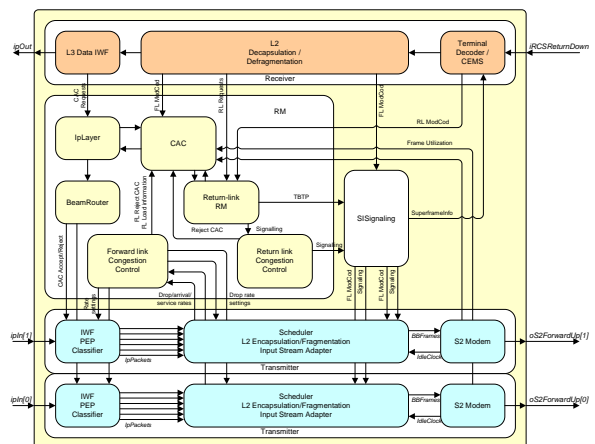 ipOut
L3 Data IWF
L2
Decapsulation /
Defragmentation
Terminal
Decoder /
CEMS
iRCSReturnDown
Receiver
CAC
Requests
FL ModCod
RL Requests
FL ModCod
RM
RL ModCod
IpLayer
CAC
Frame Utilization
BeamRouter
FL Reject CAC
FL Load information
Return-link
RM
TBTP
SISignaling
SuperframeInfo
Reject CAC
Signalling
CAC Accept/Reject
Forward link
Congestion
Control
Return link
Congestion
Control
Signaling
FL ModCod
Signaling
FL ModCod
Signaling
Rate
settings
Drop/arrival/
service rates
Drop rate
settings
ipIn[1]
IWF
PEP
Classifier
IpPackets
Scheduler
L2 Encapsulation/Fragmentation
Input Stream Adapter
BBFrames
IdleClock
S2 Modem
oS2ForwardUp[1]
Transmitter
ipIn[0]
IWF
PEP
Classifier
IpPackets
Scheduler
L2 Encapsulation/Fragmentation
Input Stream Adapter
BBFrames
IdleClock
S2 Modem
oS2ForwardUp[0]
Transmitter